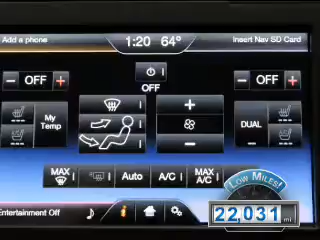 Add a phone 1:20 64° Insert Nav SD Card
- OFF + OFF - OFF +
My Temp + DUAL
-
MAX Auto A/C MAX A/C
LOW MILES!
Entertainment Off 22,031 mi